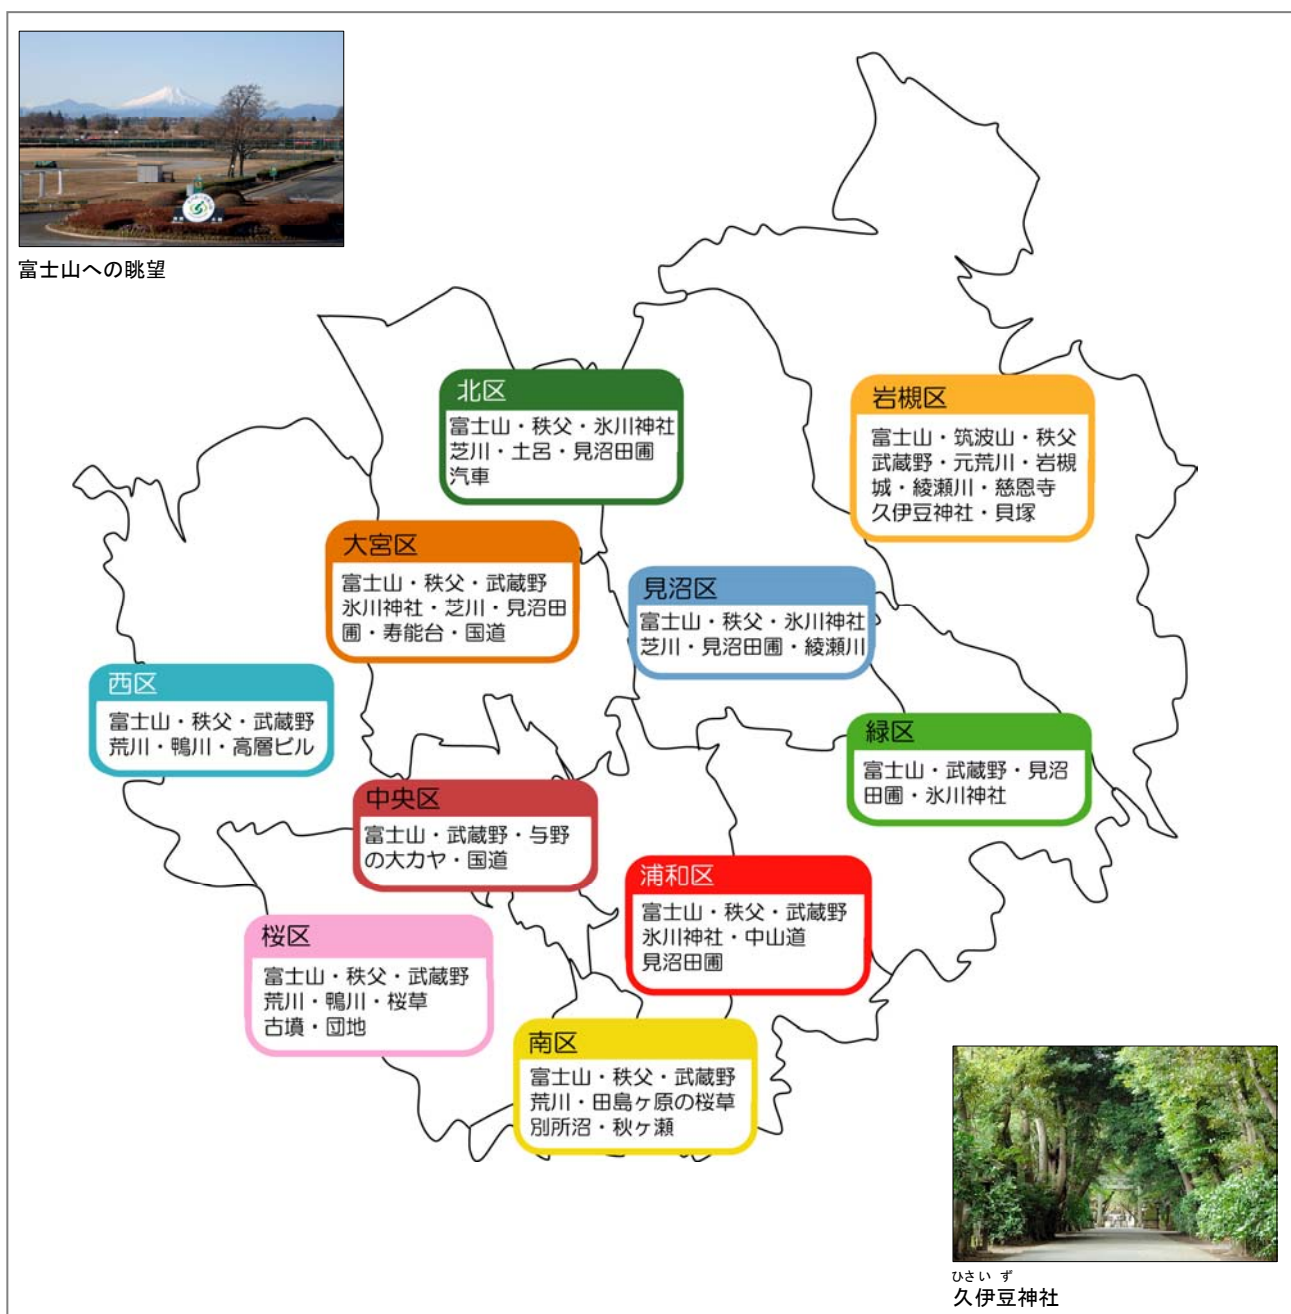 富士山への眺望
北区
富士山・秩父・氷川神社
芝川・土呂・見沼田圃
汽車
岩槻区
富士山・筑波山・秩父
武蔵野・元荒川・岩槻
城・綾瀬川・慈恩寺
久伊豆神社・貝塚
大宮区
富士山・秩父・武蔵野
氷川神社・芝川・見沼田
圃・寿能台・国道
見沼区
富士山・秩父・氷川神社
芝川・見沼田圃・綾瀬川
西区
富士山・秩父・武蔵野
荒川・鴨川・高層ビル
緑区
富士山・武蔵野・見沼
田圃・氷川神社
中央区
富士山・武蔵野・与野
の大カヤ・国道
浦和区
富士山・秩父・武蔵野
氷川神社・中山道
見沼田圃
桜区
富士山・秩父・武蔵野
荒川・鴨川・桜草
古墳・団地
南区
富士山・秩父・武蔵野
荒川・田島ヶ原の桜草
別所沼・秋ヶ瀬
ひさい ず
久伊豆神社